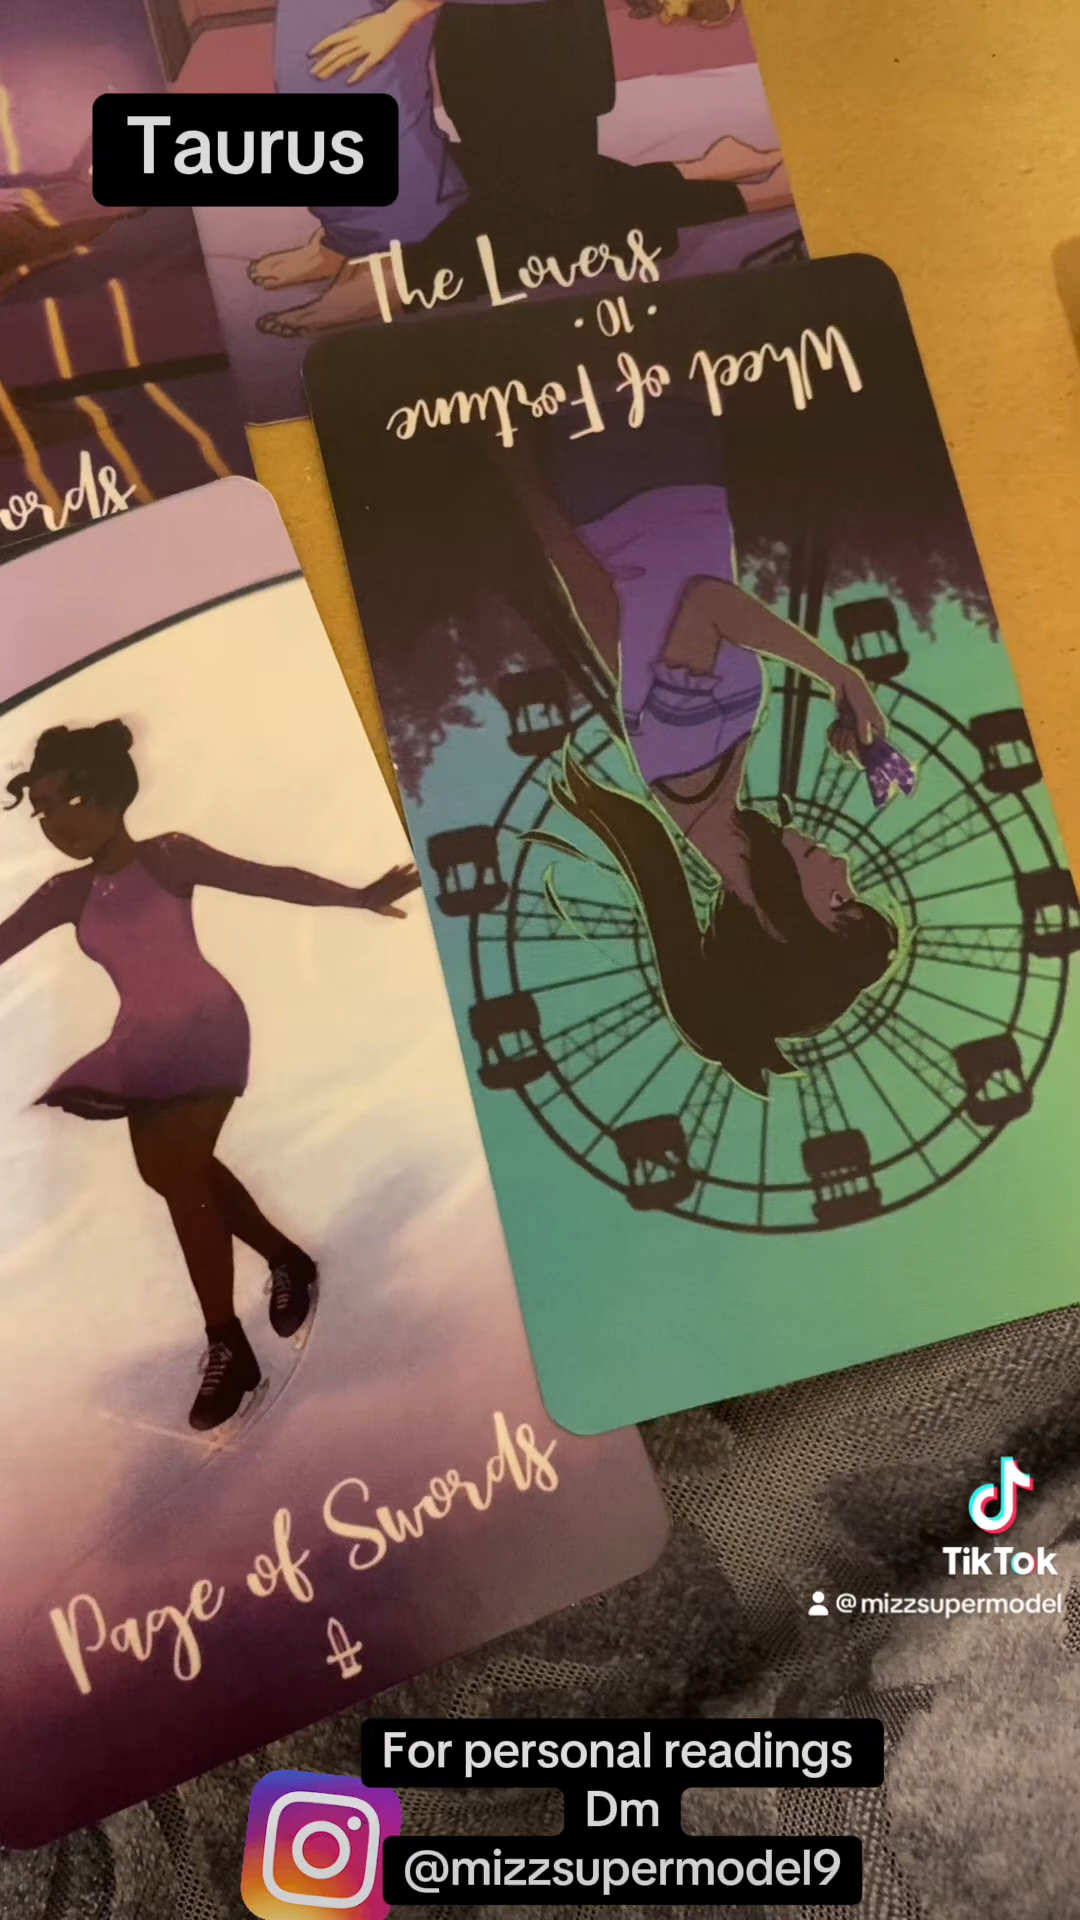 Taurus
The Lovers
· 10 ·
Wheel of Fortune
ords
Page of Swords
TikTok
@mizzsupermodel
For personal readings
Dm
@mizzsupermodel9